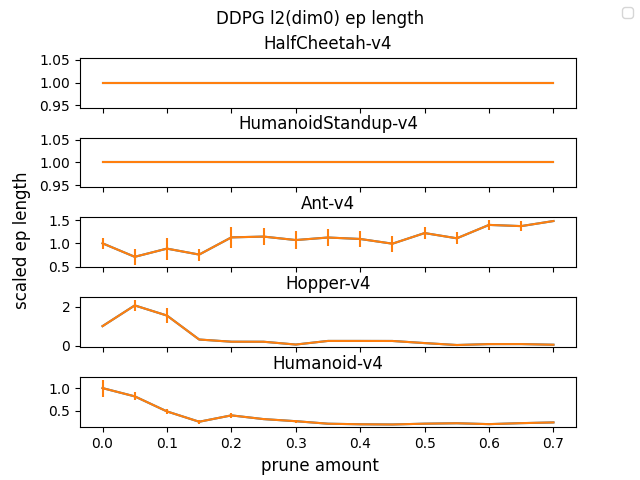 DDPG l2(dim0) ep length
HalfCheetah-v4
1.05
1.00
0.95
HumanoidStandup-v4
1.05
1.00
0.95
scaled ep length
Ant-v4
1.5
1.0
0.5
Hopper-v4
2
0
Humanoid-v4
1.0
0.5
0.0 0.1 0.2 0.3 0.4 0.5 0.6 0.7
prune amount